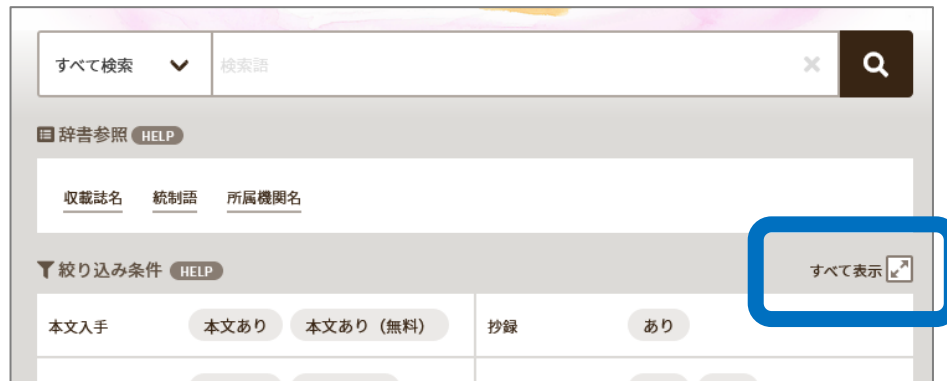 すべて検索 検索語
辞書参照 HELP
収載誌名 統制語 所属機関名
絞り込み条件 HELP すべて表示
本文入手 本文あり 本文あり（無料） 抄録 あり